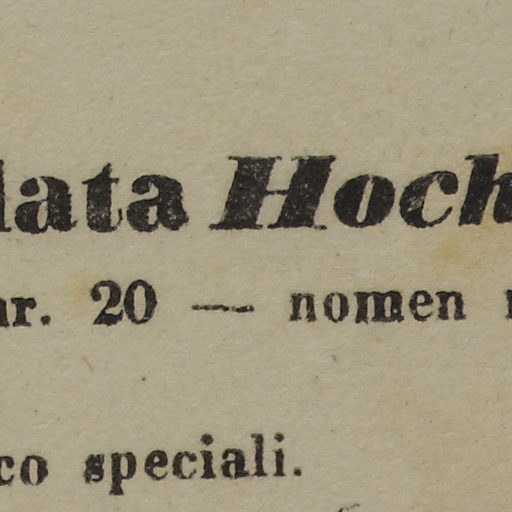 lata Hoch
ar. 20 — nomen
co speciali.